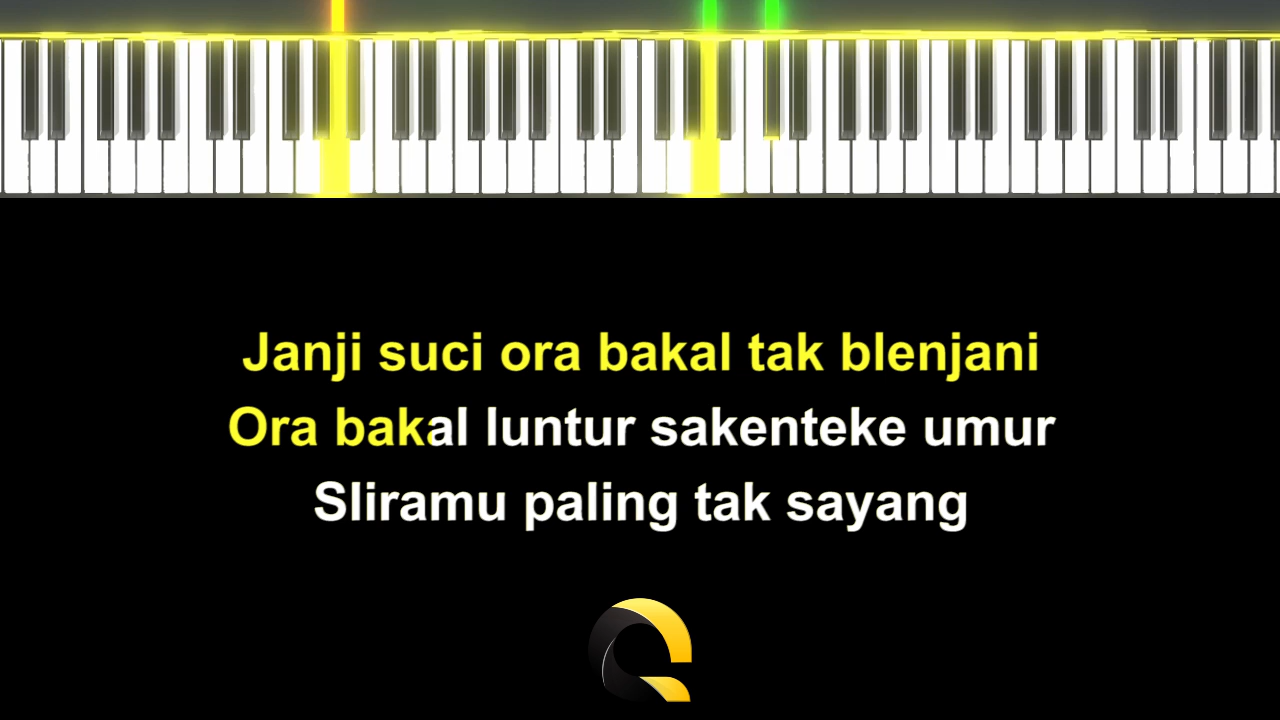 Janji suci ora bakal tak blenjani
Ora bakal luntur sakenteke umur
Sliramu paling tak sayang